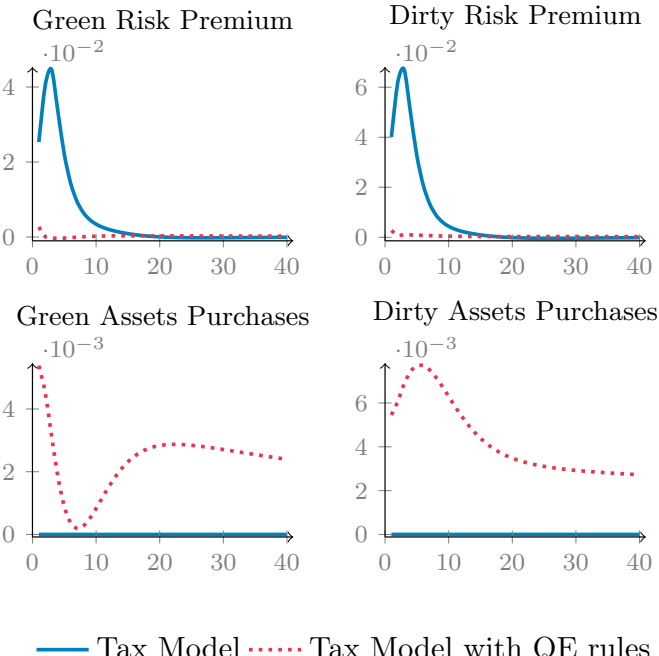 Green Risk Premium
Dirty Risk Premium
·10⁻²
·10⁻²
4
2
0
6
4
2
0
0 10 20 30 40
0 10 20 30 40
Green Assets Purchases
Dirty Assets Purchases
·10⁻³
·10⁻³
4
2
0
6
4
2
0
0 10 20 30 40
0 10 20 30 40
Tax Model Tax Model with QE rules